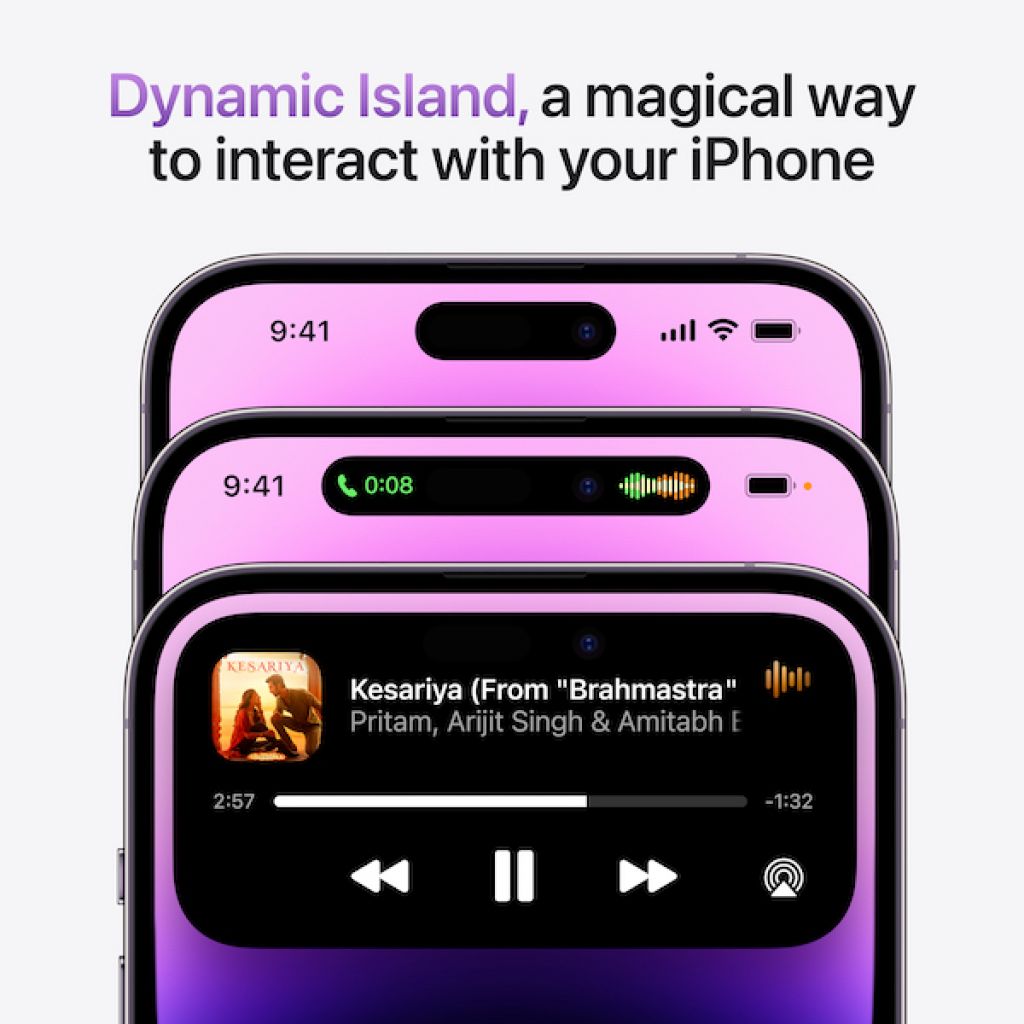 Dynamic Island, a magical way
to interact with your iPhone
9:41
9:41 0:08
KESARIYA
Kesariya (From "Brahmastra"
Pritam, Arijit Singh & Amitabh
2:57 -1:32